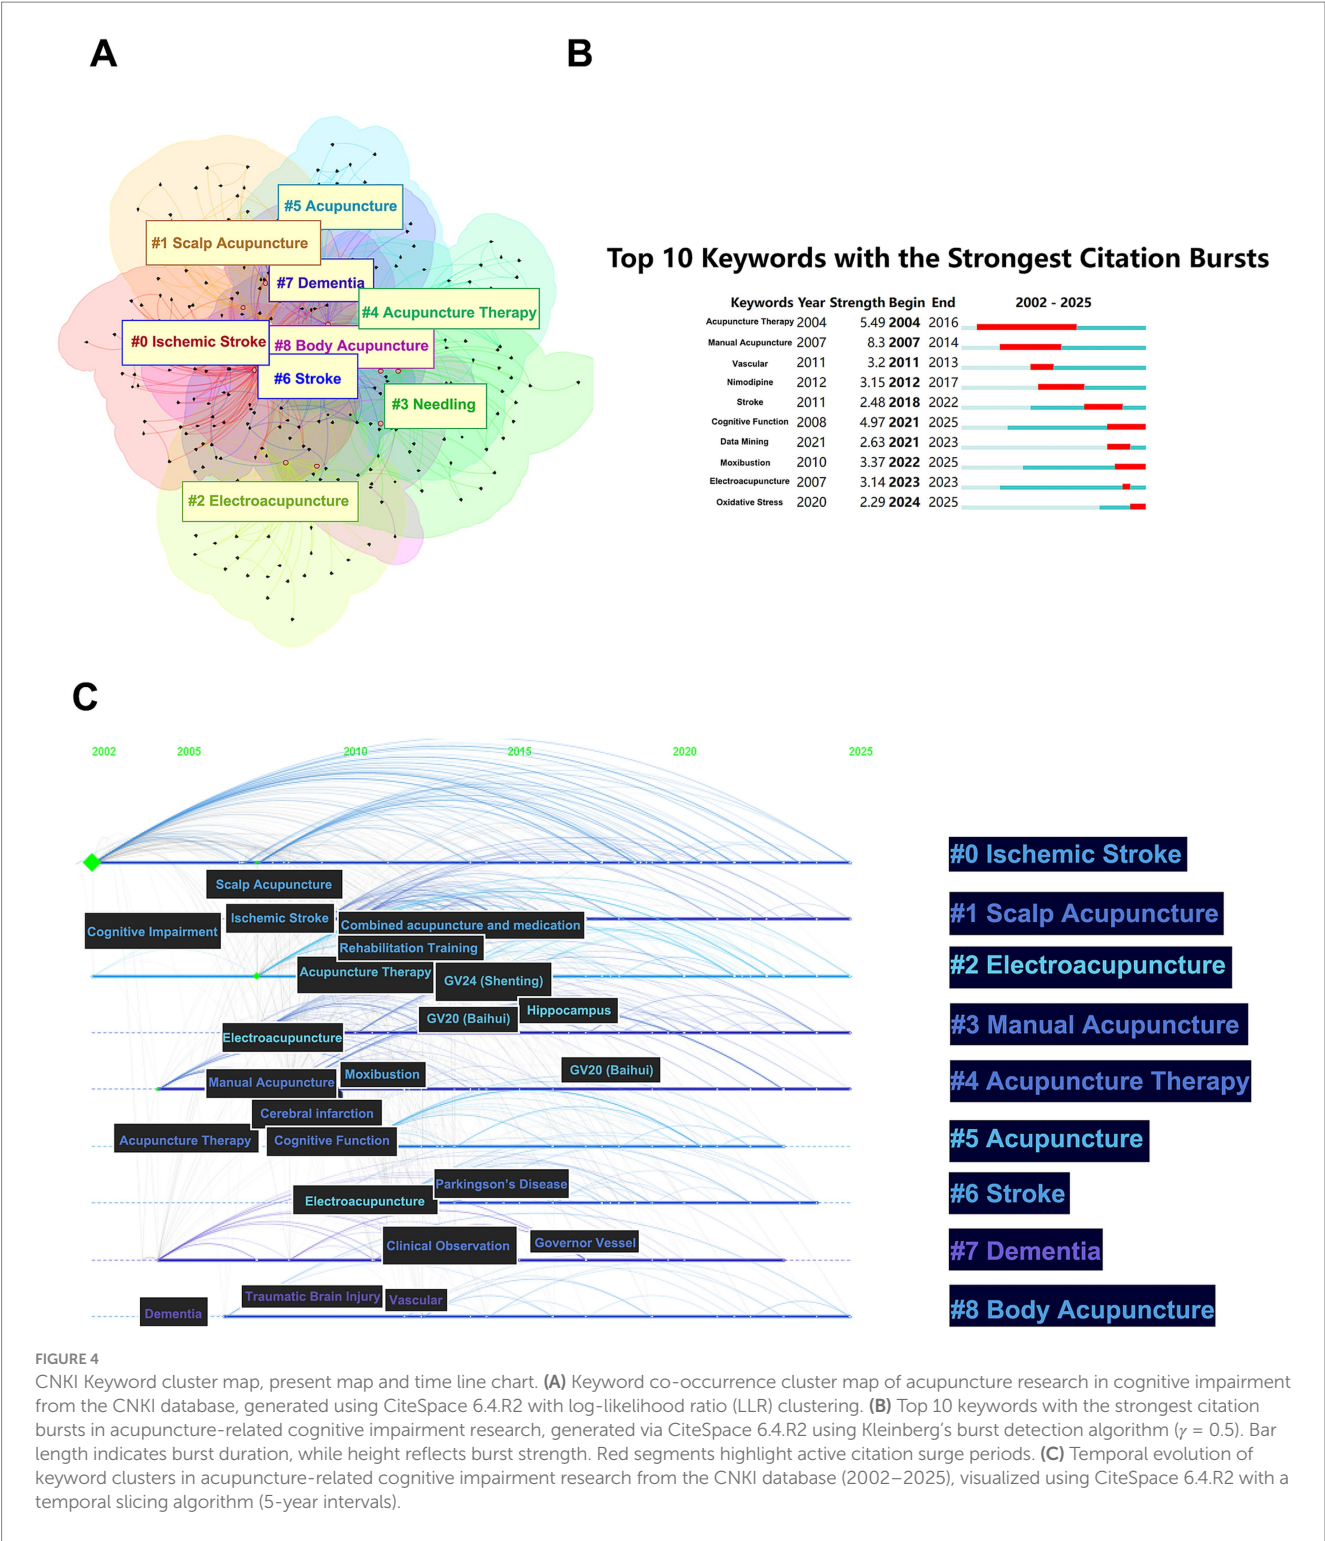 A
B
#5 Acupuncture
#1 Scalp Acupuncture
#7 Dementia
#4 Acupuncture Therapy
#0 Ischemic Stroke
#8 Body Acupuncture
#6 Stroke
#3 Needling
#2 Electroacupuncture
Top 10 Keywords with the Strongest Citation Bursts
Keywords Year Strength Begin End 2002 - 2025
Acupuncture Therapy 2004 5.49 2004 2016
Manual Acupuncture 2007 8.3 2007 2014
Vascular 2011 3.2 2011 2013
Nimodipine 2012 3.15 2012 2017
Stroke 2011 2.48 2018 2022
Cognitive Function 2008 4.97 2021 2025
Data Mining 2021 2.63 2021 2023
Moxibustion 2010 3.37 2022 2025
Electroacupuncture 2007 3.14 2023 2023
Oxidative Stress 2020 2.29 2024 2025
C
2002 2005 2010 2015 2020 2025
Scalp Acupuncture
Ischemic Stroke
Cognitive Impairment
Combined acupuncture and medication
Rehabilitation Training
Acupuncture Therapy
GV24 (Shenting)
GV20 (Baihui)
Hippocampus
Electroacupuncture
Manual Acupuncture
Moxibustion
GV20 (Baihui)
Cerebral infarction
Acupuncture Therapy
Cognitive Function
Parkingson's Disease
Electroacupuncture
Clinical Observation
Governor Vessel
Traumatic Brain Injury
Vascular
Dementia
#0 Ischemic Stroke
#1 Scalp Acupuncture
#2 Electroacupuncture
#3 Manual Acupuncture
#4 Acupuncture Therapy
#5 Acupuncture
#6 Stroke
#7 Dementia
#8 Body Acupuncture
FIGURE 4
CNKI Keyword cluster map, present map and time line chart. (A) Keyword co-occurrence cluster map of acupuncture research in cognitive impairment
from the CNKI database, generated using CiteSpace 6.4.R2 with log-likelihood ratio (LLR) clustering. (B) Top 10 keywords with the strongest citation
bursts in acupuncture-related cognitive impairment research, generated via CiteSpace 6.4.R2 using Kleinberg's burst detection algorithm (γ = 0.5). Bar
length indicates burst duration, while height reflects burst strength. Red segments highlight active citation surge periods. (C) Temporal evolution of
keyword clusters in acupuncture-related cognitive impairment research from the CNKI database (2002–2025), visualized using CiteSpace 6.4.R2 with a
temporal slicing algorithm (5-year intervals).